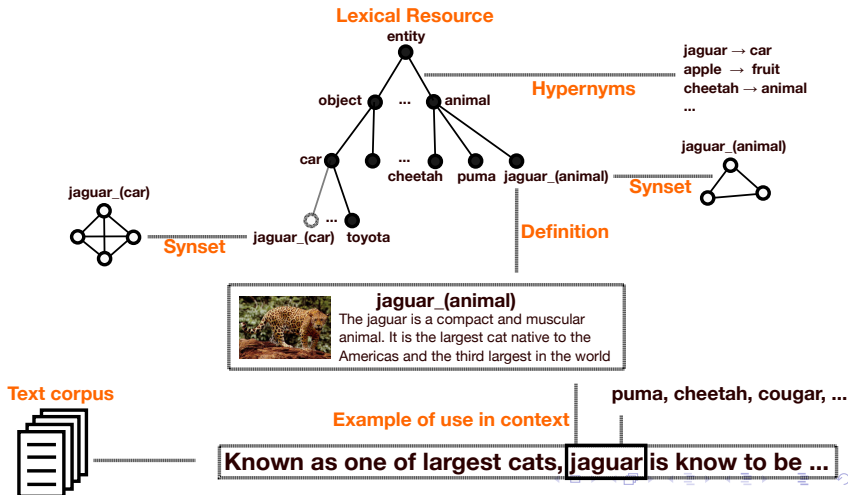 Lexical Resource
entity
jaguar → car
apple → fruit
cheetah → animal
...
Hypernyms
object ... animal
car ...
cheetah puma jaguar_(animal)
jaguar_(animal)
Synset
jaguar_(car)
Synset
... 
jaguar_(car) toyota
Definition
jaguar_(animal)
The jaguar is a compact and muscular
animal. It is the largest cat native to the
Americas and the third largest in the world
Text corpus
puma, cheetah, cougar, ...
Example of use in context
Known as one of largest cats, jaguar is know to be ...